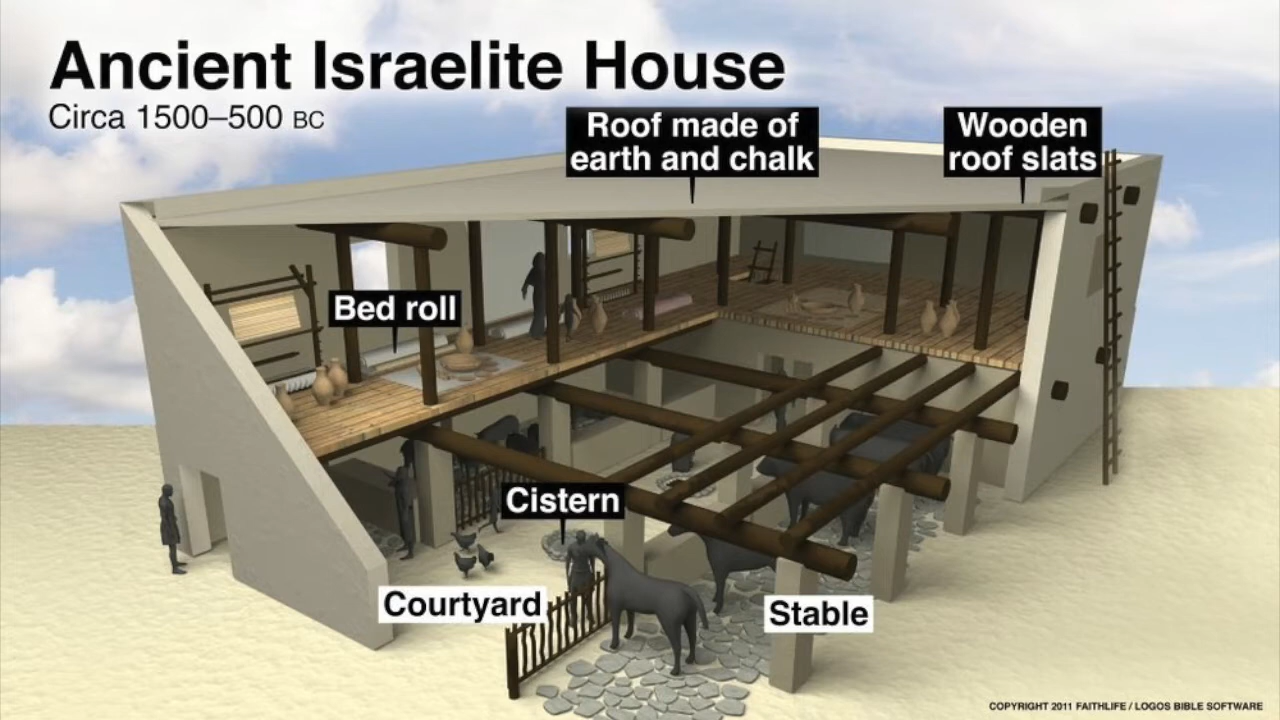 Ancient Israelite House
Circa 1500–500 BC
Roof made of
earth and chalk
Wooden
roof slats
Bed roll
Cistern
Courtyard
Stable
COPYRIGHT 2011 FAITHLIFE / LOGOS BIBLE SOFTWARE